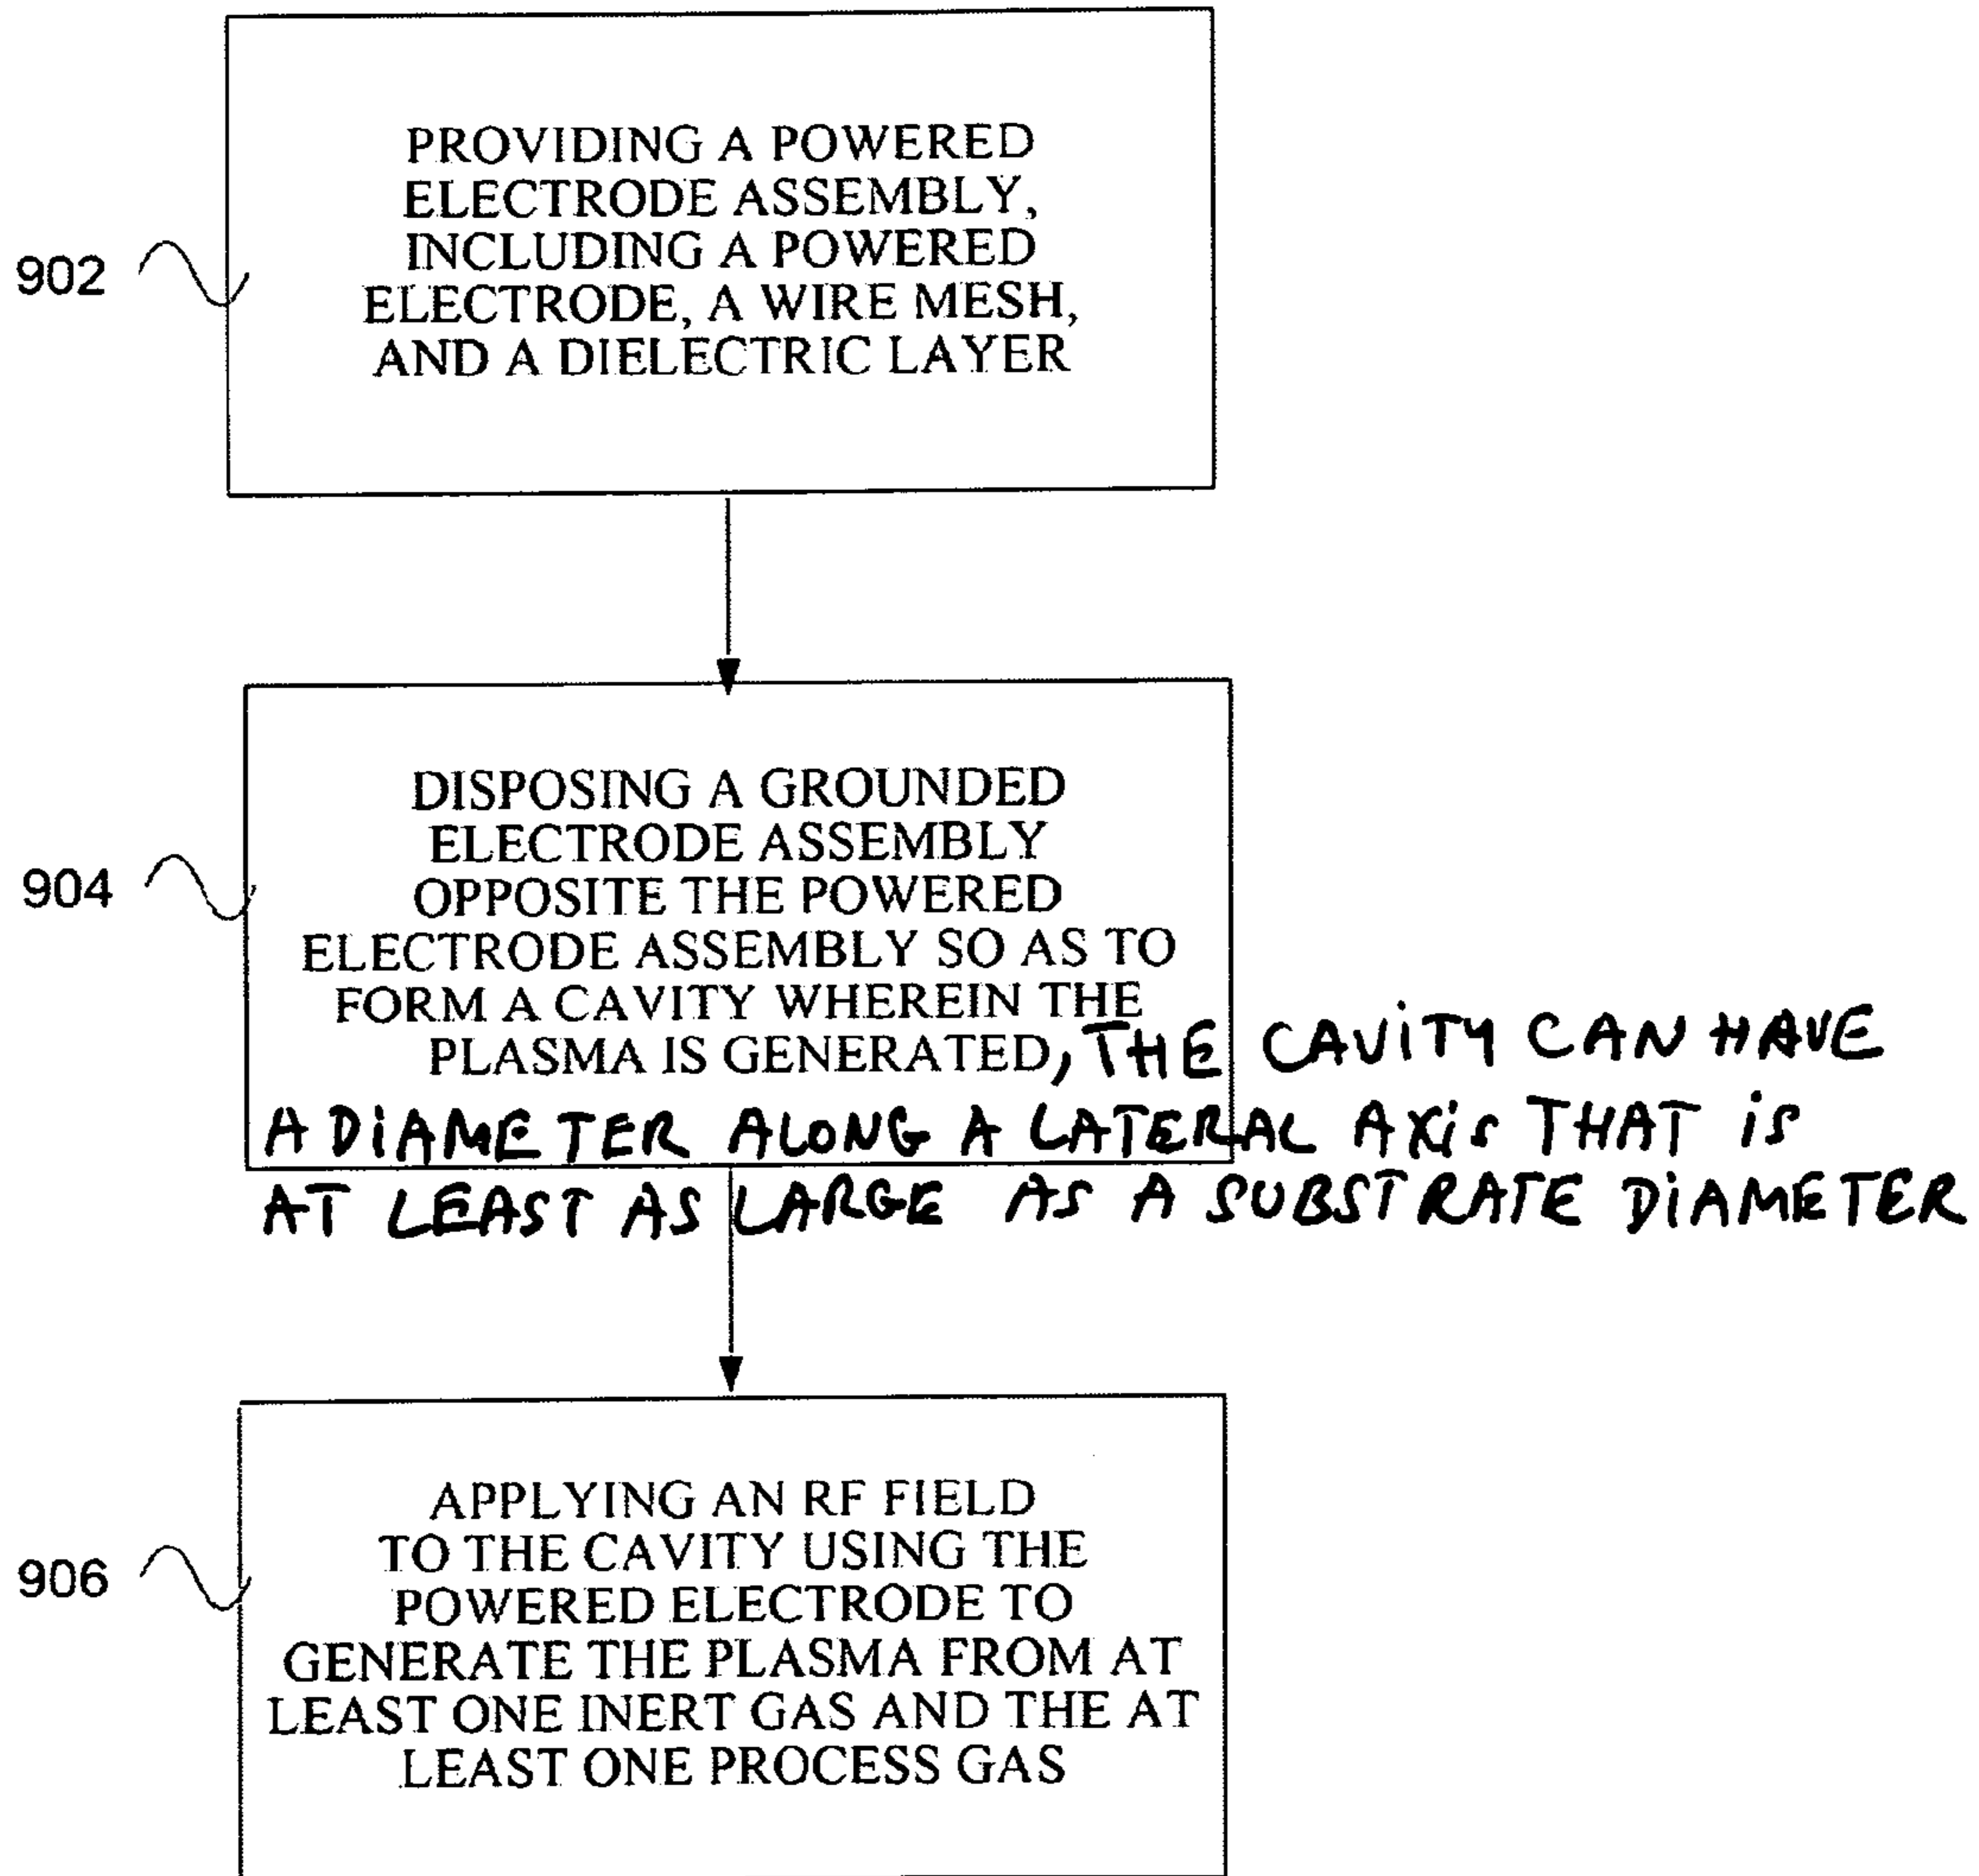 PROVIDING A POWERED
ELECTRODE ASSEMBLY,
INCLUDING A POWERED
902
ELECTRODE, A WIRE MESH,
AND A DIELECTRIC LAYER
DISPOSING A GROUNDED
ELECTRODE ASSEMBLY
904
OPPOSITE THE POWERED
ELECTRODE ASSEMBLY SO AS TO
FORM A CAVITY WHEREIN THE
PLASMA IS GENERATED, THE CAVITY CAN HAVE
A DIAMETER ALONG A LATERAL AXIS THAT IS
AT LEAST AS LARGE AS A SUBSTRATE DIAMETER
APPLYING AN RF FIELD
TO THE CAVITY USING THE
906
POWERED ELECTRODE TO
GENERATE THE PLASMA FROM AT
LEAST ONE INERT GAS AND THE AT
LEAST ONE PROCESS GAS